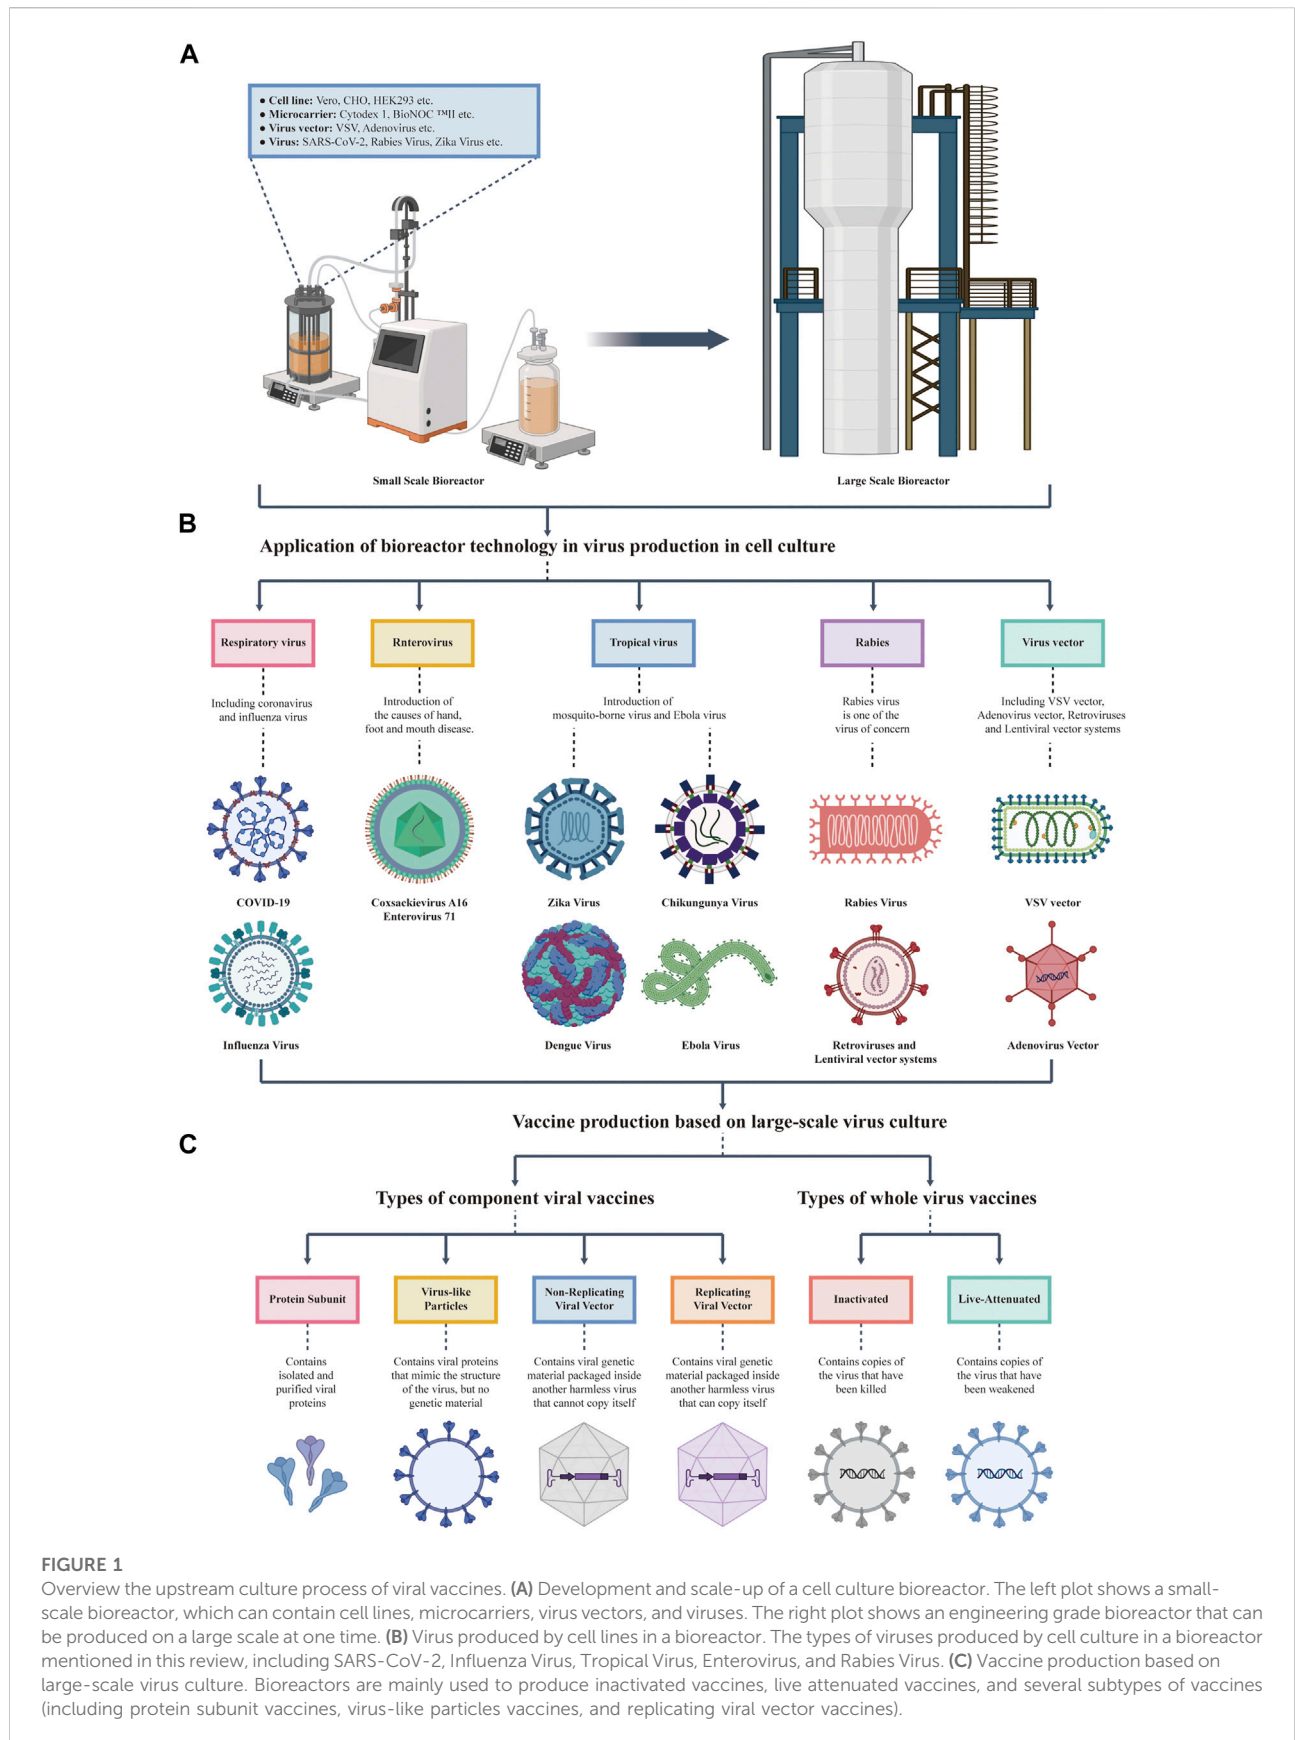 A
● Cell line: Vero, CHO, HEK293 etc.
● Microcarrier: Cytodex 1, BioNOC ™II etc.
● Virus vector: VSV, Adenovirus etc.
● Virus: SARS-CoV-2, Rabies Virus, Zika Virus etc.
Small Scale Bioreactor
Large Scale Bioreactor
B
Application of bioreactor technology in virus production in cell culture
Respiratory virus
Rnterovirus
Tropical virus
Rabies
Virus vector
Including coronavirus
and influenza virus
Introduction of
the causes of hand,
foot and mouth disease.
Introduction of
mosquito-borne virus and Ebola virus
Rabies virus
is one of the
virus of concern
Including VSV vector,
Adenovirus vector, Retroviruses
and Lentiviral vector systems
COVID-19
Coxsackievirus A16
Enterovirus 71
Zika Virus
Chikungunya Virus
Rabies Virus
VSV vector
Influenza Virus
Dengue Virus
Ebola Virus
Retroviruses and
Lentiviral vector systems
Adenovirus Vector
Vaccine production based on large-scale virus culture
C
Types of component viral vaccines
Types of whole virus vaccines
Protein Subunit
Virus-like
Particles
Non-Replicating
Viral Vector
Replicating
Viral Vector
Inactivated
Live-Attenuated
Contains
isolated and
purified viral
proteins
Contains viral proteins
that mimic the structure
of the virus, but no
genetic material
Contains viral genetic
material packaged inside
another harmless virus
that cannot copy itself
Contains viral genetic
material packaged inside
another harmless virus
that can copy itself
Contains copies of
the virus that have
been killed
Contains copies of
the virus that have
been weakened
FIGURE 1
Overview the upstream culture process of viral vaccines. (A) Development and scale-up of a cell culture bioreactor. The left plot shows a small-
scale bioreactor, which can contain cell lines, microcarriers, virus vectors, and viruses. The right plot shows an engineering grade bioreactor that can
be produced on a large scale at one time. (B) Virus produced by cell lines in a bioreactor. The types of viruses produced by cell culture in a bioreactor
mentioned in this review, including SARS-CoV-2, Influenza Virus, Tropical Virus, Enterovirus, and Rabies Virus. (C) Vaccine production based on
large-scale virus culture. Bioreactors are mainly used to produce inactivated vaccines, live attenuated vaccines, and several subtypes of vaccines
(including protein subunit vaccines, virus-like particles vaccines, and replicating viral vector vaccines).